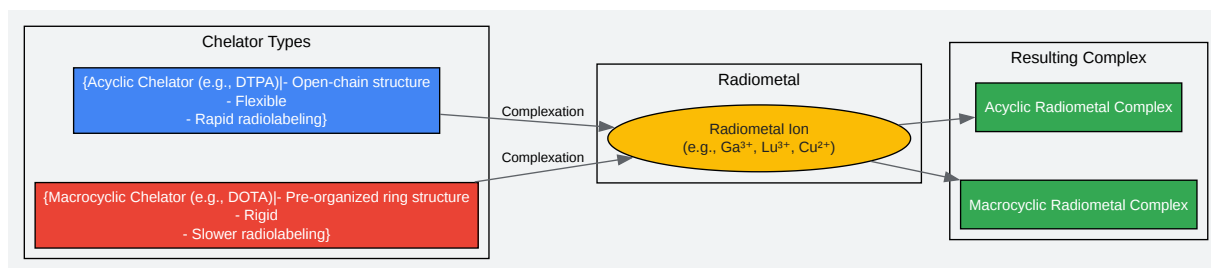 Chelator Types
{Acyclic Chelator (e.g., DTPA)|- Open-chain structure
- Flexible
- Rapid radiolabeling}
{Macrocyclic Chelator (e.g., DOTA)|- Pre-organized ring structure
- Rigid
- Slower radiolabeling}
Complexation
Complexation
Radiometal
Radiometal Ion
(e.g., Ga³⁺, Lu³⁺, Cu²⁺)
Resulting Complex
Acyclic Radiometal Complex
Macrocyclic Radiometal Complex